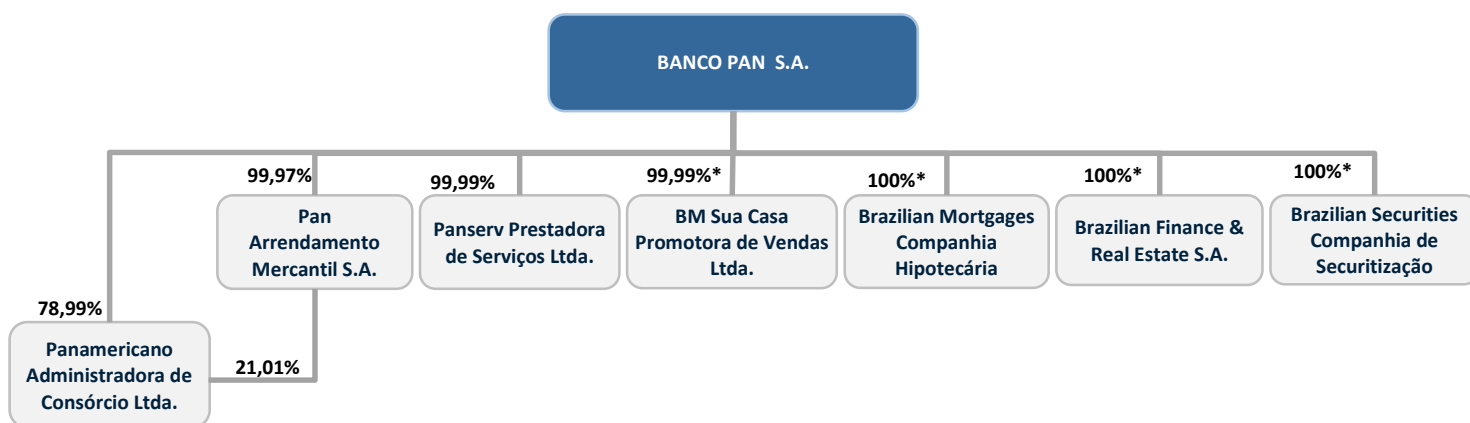 BANCO PAN S.A.
99,97%
99,99%
99,99%*
100%*
100%*
100%*
Pan
Arrendamento
Mercantil S.A.
Panserv Prestadora
de Serviços Ltda.
BM Sua Casa
Promotora de Vendas
Ltda.
Brazilian Mortgages
Companhia
Hipotecária
Brazilian Finance &
Real Estate S.A.
Brazilian Securities
Companhia de
Securitização
78,99%
21,01%
Panamericano
Administradora de
Consórcio Ltda.